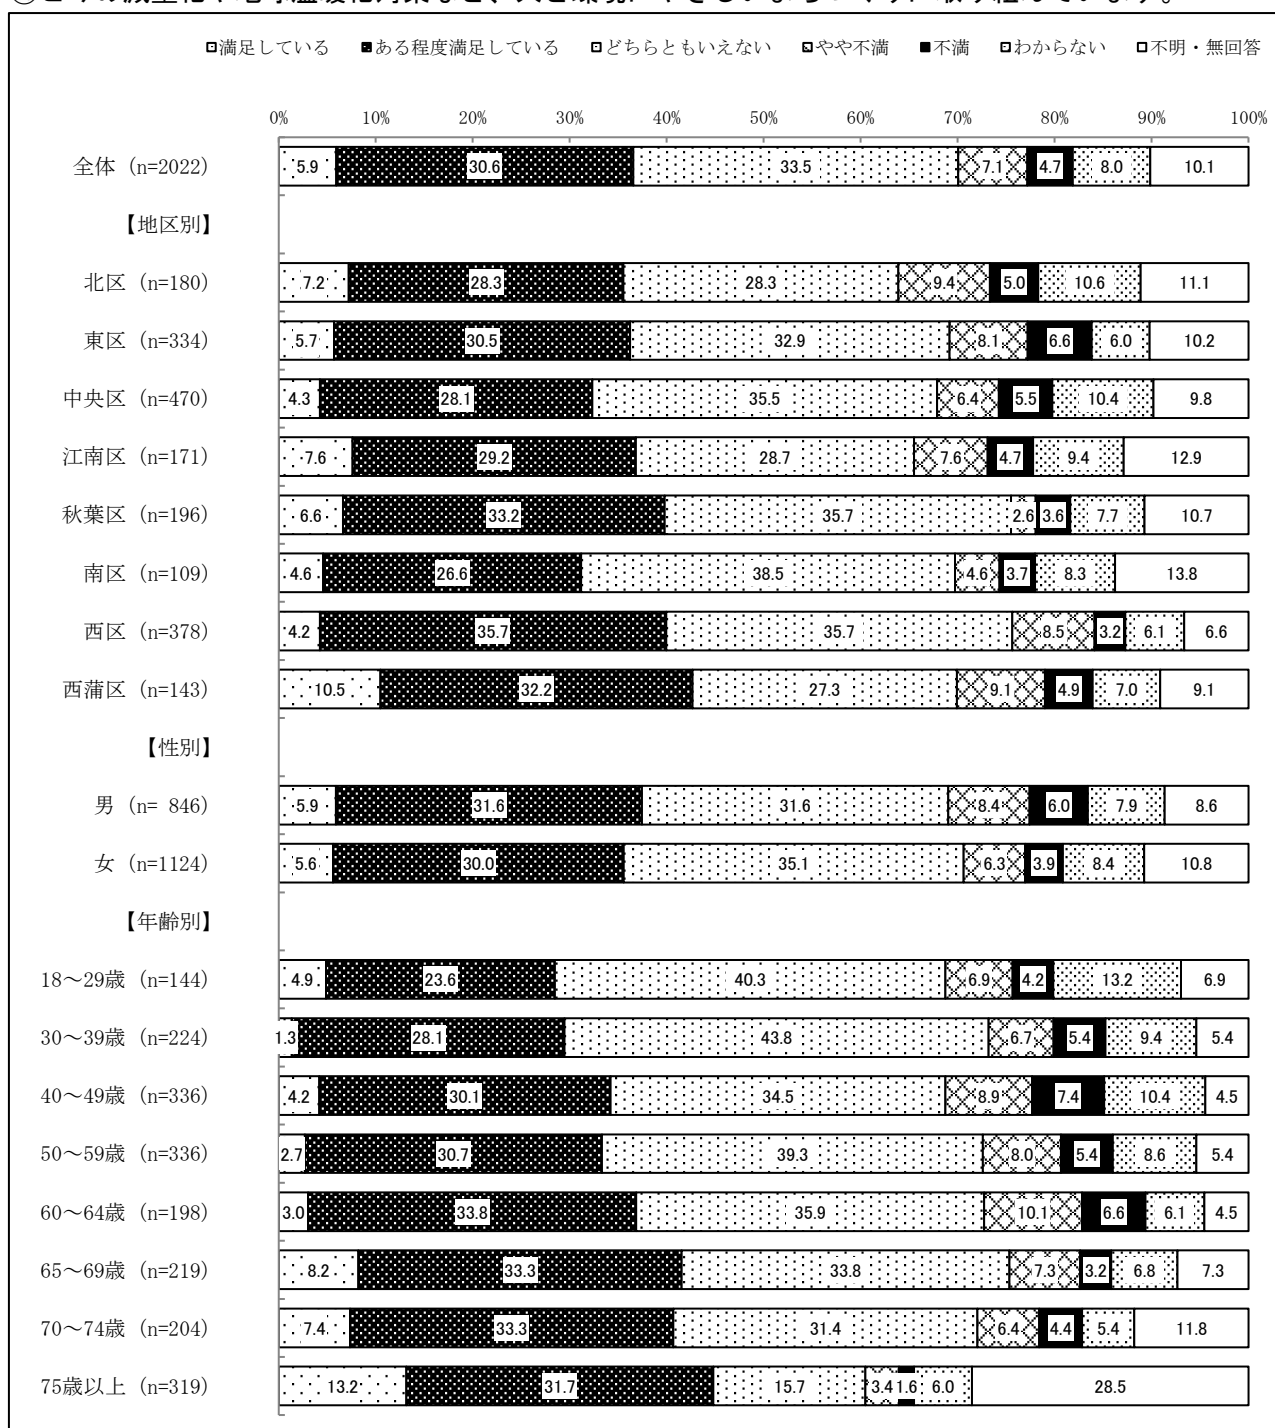 □満足している ■ある程度満足している □どちらともいえない □やや不満 ■不満 □わからない □不明・無回答
0% 10% 20% 30% 40% 50% 60% 70% 80% 90% 100%
全体 (n=2022) 5.9 30.6 33.5 7.1 4.7 8.0 10.1
【地区別】
北区 (n=180) 7.2 28.3 28.3 9.4 5.0 10.6 11.1
東区 (n=334) 5.7 30.5 32.9 8.1 6.6 6.0 10.2
中央区 (n=470) 4.3 28.1 35.5 6.4 5.5 10.4 9.8
江南区 (n=171) 7.6 29.2 28.7 7.6 4.7 9.4 12.9
秋葉区 (n=196) 6.6 33.2 35.7 2.6 3.6 7.7 10.7
南区 (n=109) 4.6 26.6 38.5 4.6 3.7 8.3 13.8
西区 (n=378) 4.2 35.7 35.7 8.5 3.2 6.1 6.6
西蒲区 (n=143) 10.5 32.2 27.3 9.1 4.9 7.0 9.1
【性別】
男 (n= 846) 5.9 31.6 31.6 8.4 6.0 7.9 8.6
女 (n=1124) 5.6 30.0 35.1 6.3 3.9 8.4 10.8
【年齢別】
18～29歳 (n=144) 4.9 23.6 40.3 6.9 4.2 13.2 6.9
30～39歳 (n=224) 1.3 28.1 43.8 6.7 5.4 9.4 5.4
40～49歳 (n=336) 4.2 30.1 34.5 8.9 7.4 10.4 4.5
50～59歳 (n=336) 2.7 30.7 39.3 8.0 5.4 8.6 5.4
60～64歳 (n=198) 3.0 33.8 35.9 10.1 6.6 6.1 4.5
65～69歳 (n=219) 8.2 33.3 33.8 7.3 3.2 6.8 7.3
70～74歳 (n=204) 7.4 33.3 31.4 6.4 4.4 5.4 11.8
75歳以上 (n=319) 13.2 31.7 15.7 3.4 1.6 6.0 28.5